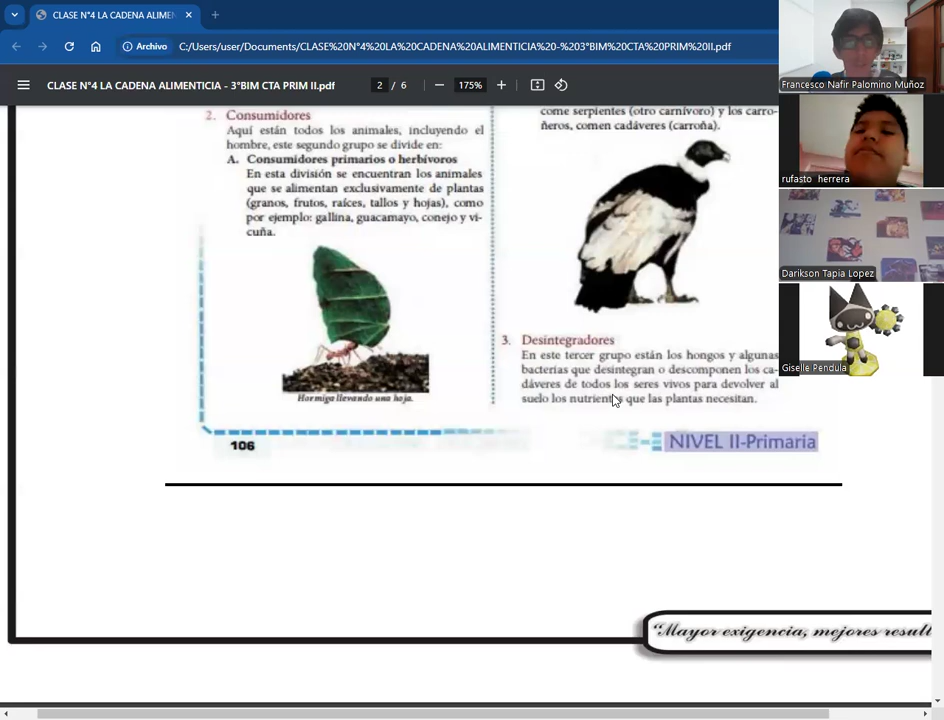 CLASE N°4 LA CADENA ALIMEN
Archivo
C:/Users/user/Documents/CLASE%20N°4%20LA%20CADENA%20ALIMENTICIA%20-%203°BIM%20CTA%20PRIM%20II.pdf
CLASE N°4 LA CADENA ALIMENTICIA - 3°BIM CTA PRIM II.pdf
2 / 6
175%
2. Consumidores
Aquí están todos los animales, incluyendo el
hombre, este segundo grupo se divide en:
A. Consumidores primarios o herbívoros
En esta división se encuentran los animales
que se alimentan exclusivamente de plantas
(granos, frutos, raíces, tallos y hojas), como
por ejemplo: gallina, guacamayo, conejo y vi-
cuña.
Hormiga llevando una hoja.
106
come serpientes (otro carnívoro) y los carro-
ñeros, comen cadáveres (carroña).
3. Desintegradores
En este tercer grupo están los hongos y algunas
bacterias que desintegran o descomponen los ca-
dáveres de todos los seres vivos para devolver al
suelo los nutrientes que las plantas necesitan.
NIVEL II-Primaria
"Mayor exigencia, mejores result
Francesco Nafir Palomino Muñoz
rufasto herrera
Darikson Tapia Lopez
Giselle Pendula